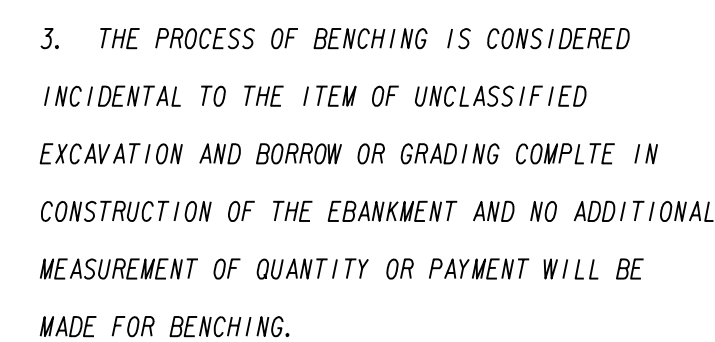 3. THE PROCESS OF BENCHING IS CONSIDERED
INCIDENTAL TO THE ITEM OF UNCLASSIFIED
EXCAVATION AND BORROW OR GRADING COMPLTE IN
CONSTRUCTION OF THE EBANKMENT AND NO ADDITIONAL
MEASUREMENT OF QUANTITY OR PAYMENT WILL BE
MADE FOR BENCHING.